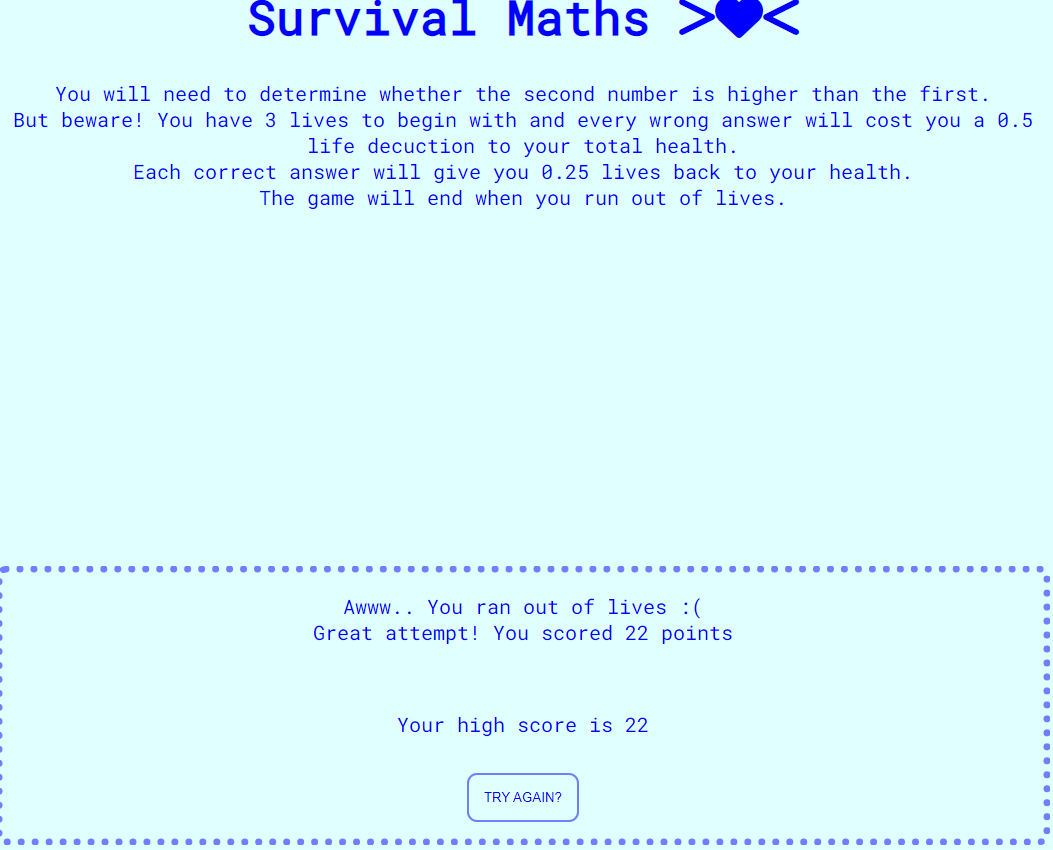 Survival Maths >♥<
You will need to determine whether the second number is higher than the first.
But beware! You have 3 lives to begin with and every wrong answer will cost you a 0.5
life decuction to your total health.
Each correct answer will give you 0.25 lives back to your health.
The game will end when you run out of lives.
Awww.. You ran out of lives :(
Great attempt! You scored 22 points
Your high score is 22
TRY AGAIN?